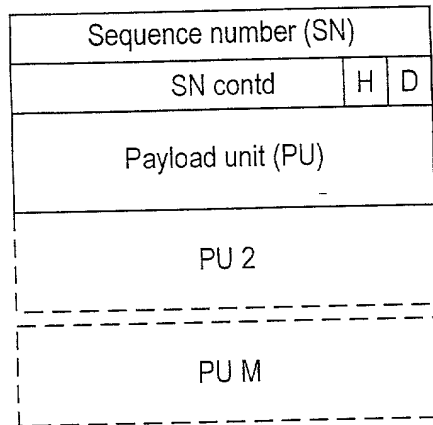 Sequence number (SN)
SN contd H D
Payload unit (PU)
PU 2
PU M